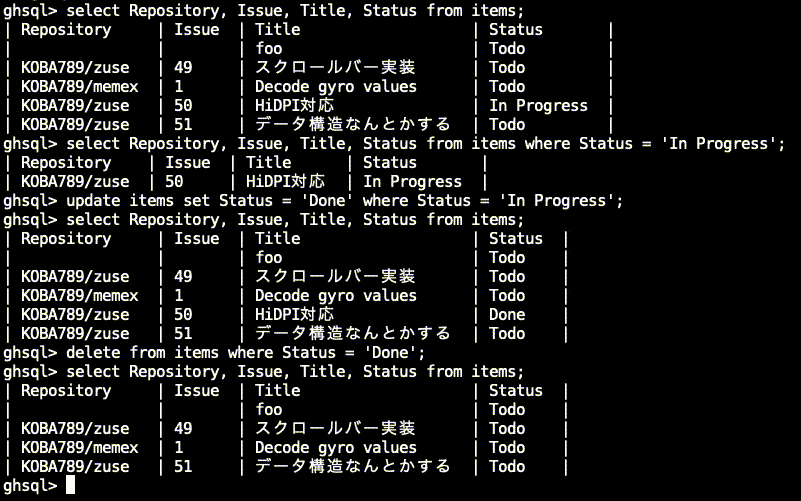 ghsql> select Repository, Issue, Title, Status from items;
| Repository | Issue | Title | Status |
| | | foo | Todo |
| KOBA789/zuse | 49 | スクロールバー実装 | Todo |
| KOBA789/memex | 1 | Decode gyro values | Todo |
| KOBA789/zuse | 50 | HiDPI対応 | In Progress |
| KOBA789/zuse | 51 | データ構造なんとかする | Todo |
ghsql> select Repository, Issue, Title, Status from items where Status = 'In Progress';
| Repository | Issue | Title | Status |
| KOBA789/zuse | 50 | HiDPI対応 | In Progress |
ghsql> update items set Status = 'Done' where Status = 'In Progress';
ghsql> select Repository, Issue, Title, Status from items;
| Repository | Issue | Title | Status |
| | | foo | Todo |
| KOBA789/zuse | 49 | スクロールバー実装 | Todo |
| KOBA789/memex | 1 | Decode gyro values | Todo |
| KOBA789/zuse | 50 | HiDPI対応 | Done |
| KOBA789/zuse | 51 | データ構造なんとかする | Todo |
ghsql> delete from items where Status = 'Done';
ghsql> select Repository, Issue, Title, Status from items;
| Repository | Issue | Title | Status |
| | | foo | Todo |
| KOBA789/zuse | 49 | スクロールバー実装 | Todo |
| KOBA789/memex | 1 | Decode gyro values | Todo |
| KOBA789/zuse | 51 | データ構造なんとかする | Todo |
ghsql>